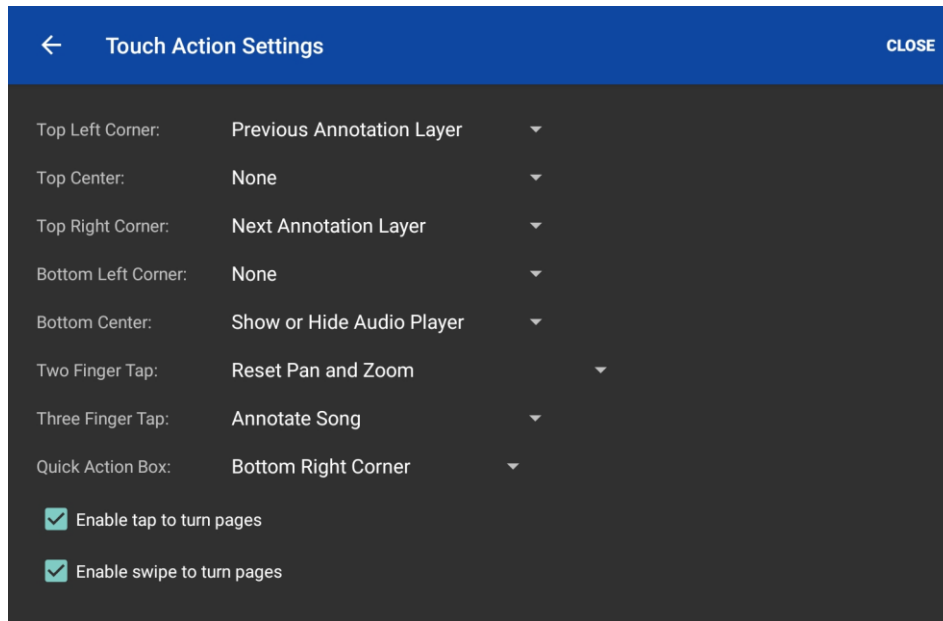 Touch Action Settings CLOSE
Top Left Corner: Previous Annotation Layer
Top Center: None
Top Right Corner: Next Annotation Layer
Bottom Left Corner: None
Bottom Center: Show or Hide Audio Player
Two Finger Tap: Reset Pan and Zoom
Three Finger Tap: Annotate Song
Quick Action Box: Bottom Right Corner
Enable tap to turn pages
Enable swipe to turn pages